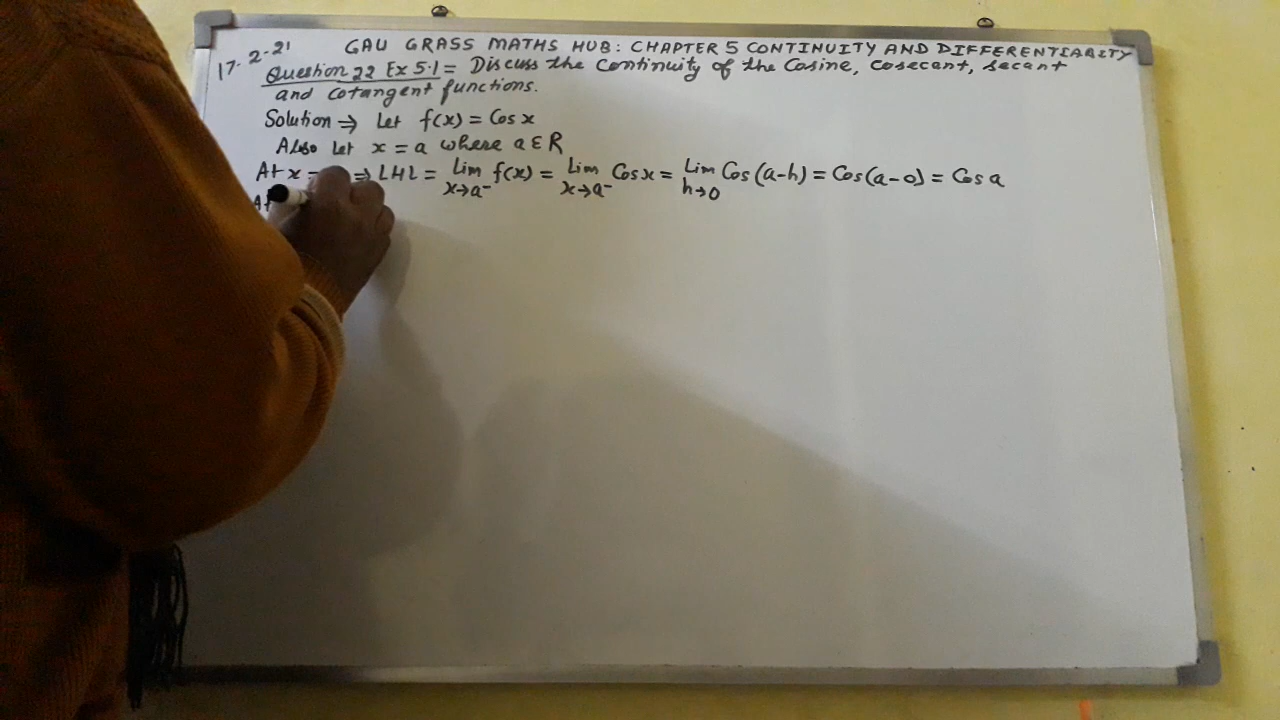 17.2.21 GAU GRASS MATHS HUB: CHAPTER 5 CONTINUITY AND DIFFERENTIABLITY
Question 22 Ex 5.1 = Discuss the Continuity of the Cosine, cosecant, secant
and cotangent functions.
Solution ⇒ Let f(x) = Cos x
Also Let x = a where a ∈ R
At x = ⇒ LHL = Lim x→a⁻ f(x) = Lim x→a⁻ Cos x = Lim h→0 Cos (a-h) = Cos (a-0) = Cos a
At